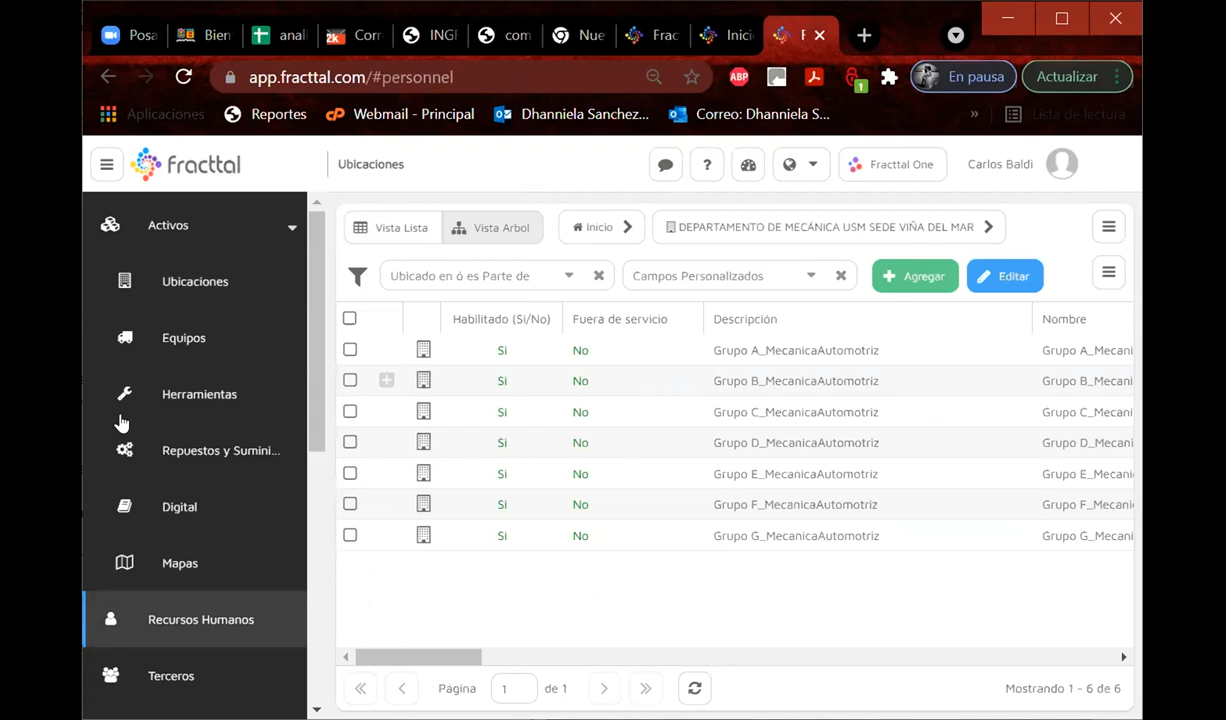 Posa
Bien
anali
Corr
INGF
com
Nue
Frac
Inici
F
app.fracttal.com/#personnel
ABP
1
En pausa
Actualizar
Aplicaciones
Reportes
Webmail - Principal
Dhanniela Sanchez...
Correo: Dhanniela S...
»
Lista de lectura
fracttal
Ubicaciones
?
Fracttal One
Carlos Baldi
Activos
Ubicaciones
Equipos
Herramientas
Repuestos y Sumini...
Digital
Mapas
Recursos Humanos
Terceros
Vista Lista
Vista Arbol
Inicio
DEPARTAMENTO DE MECÁNICA USM SEDE VIÑA DEL MAR
Ubicado en ó es Parte de
Campos Personalizados
Agregar
Editar
Habilitado (Si/No) Fuera de servicio Descripción Nombre
Si No Grupo A_MecanicaAutomotriz Grupo A_Mecani
Si No Grupo B_MecanicaAutomotriz Grupo B_Mecani
Si No Grupo C_MecanicaAutomotriz Grupo C_Mecani
Si No Grupo D_MecanicaAutomotriz Grupo D_Mecani
Si No Grupo E_MecanicaAutomotriz Grupo E_Mecani
Si No Grupo F_MecanicaAutomotriz Grupo F_Mecani
Si No Grupo G_MecanicaAutomotriz Grupo G_Mecani
Página 1 de 1
Mostrando 1 - 6 de 6